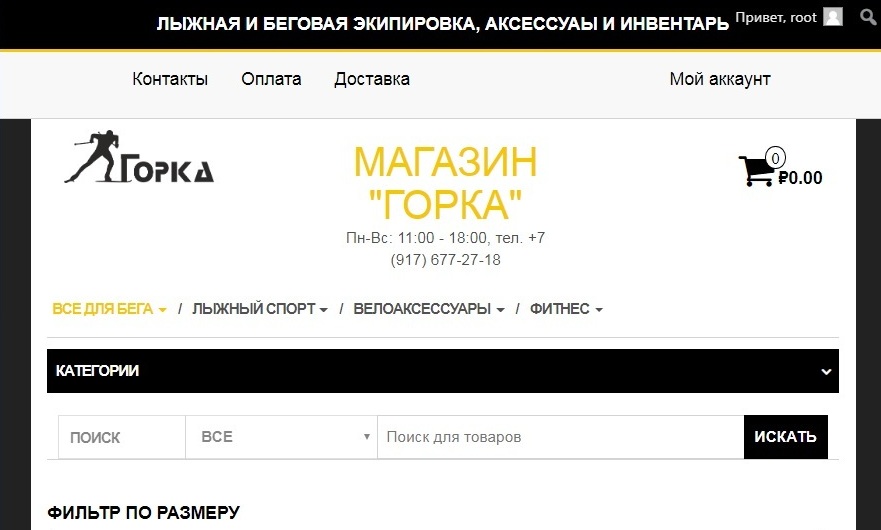 ЛЫЖНАЯ И БЕГОВАЯ ЭКИПИРОВКА, АКСЕССУАЫ И ИНВЕНТАРЬ
Привет, root
Контакты Оплата Доставка Мой аккаунт
ГОРКА
МАГАЗИН
"ГОРКА"
0
₽0.00
Пн-Вс: 11:00 - 18:00, тел. +7
(917) 677-27-18
ВСЕ ДЛЯ БЕГА / ЛЫЖНЫЙ СПОРТ / ВЕЛОАКСЕССУАРЫ / ФИТНЕС
КАТЕГОРИИ
ПОИСК ВСЕ Поиск для товаров ИСКАТЬ
ФИЛЬТР ПО РАЗМЕРУ